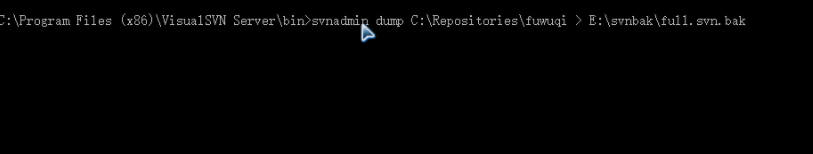 C:\Program Files (x86)\VisualSVN Server\bin>svnadmin dump C:\Repositories\fuwuqi > E:\svnbak\full.svn.bak